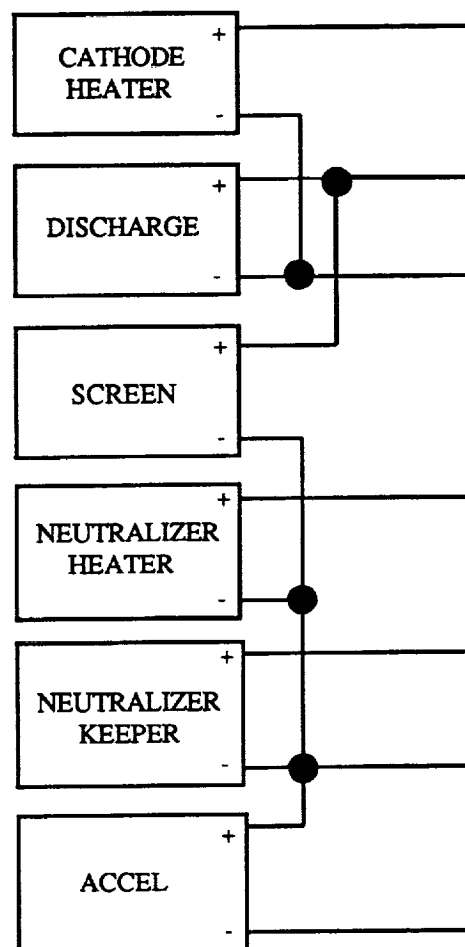 +
CATHODE
HEATER
-
+
DISCHARGE
-
+
SCREEN
-
+
NEUTRALIZER
HEATER
-
+
NEUTRALIZER
KEEPER
-
+
ACCEL
-